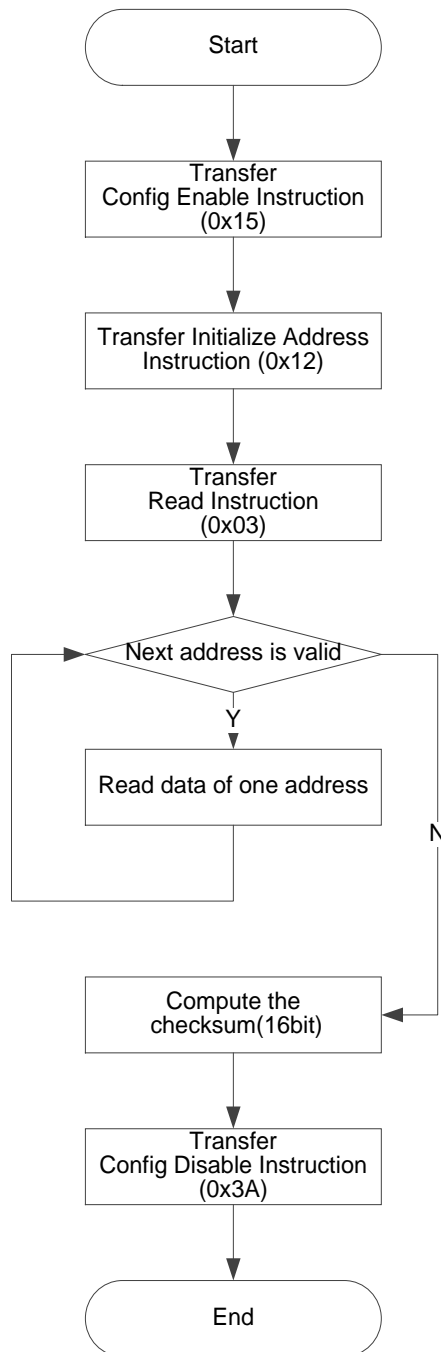 Start
Transfer
Config Enable Instruction
(0x15)
Transfer Initialize Address
Instruction (0x12)
Transfer
Read Instruction
(0x03)
Next address is valid
Y
Read data of one address
N
Compute the
checksum(16bit)
Transfer
Config Disable Instruction
(0x3A)
End